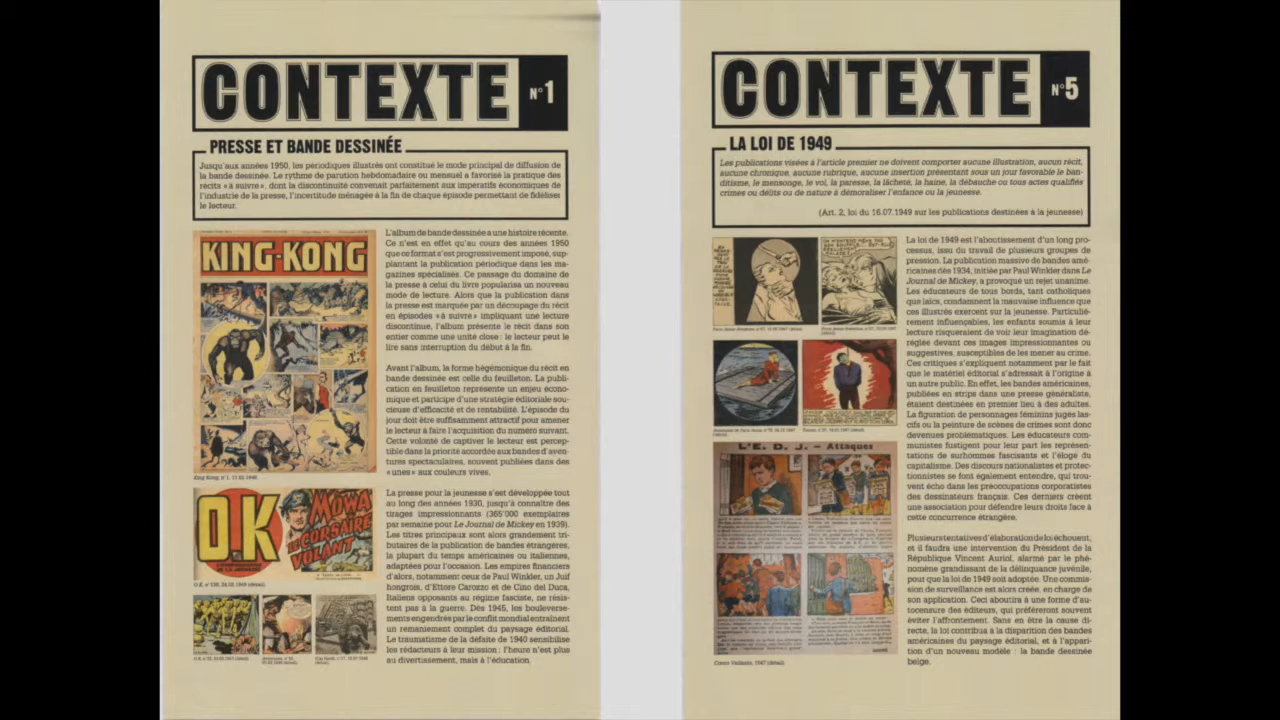 CONTEXTE N°1
PRESSE ET BANDE DESSINÉE
Jusqu'aux années 1950, les périodiques illustrés ont constitué le mode principal de diffusion de
la bande dessinée. Le rythme de parution hebdomadaire ou mensuel a favorisé la pratique des
récits « à suivre », dont la discontinuité convenait parfaitement aux impératifs économiques de
l'industrie de la presse, l'incertitude ménagée à la fin de chaque épisode permettant de fidéliser
le lecteur.
KING-KONG
King Kong, n° 1,
O.K
MOWA
LE CORSAIRE
VOLANT
L'album de bande dessinée a une histoire récente.
Ce n'est en effet qu'au cours des années 1950
que ce format s'est progressivement imposé, sup-
plantant la publication périodique dans les ma-
gazines spécialisés. Ce passage du domaine de
la presse à celui du livre popularisa un nouveau
mode de lecture. Alors que la publication dans
la presse est marquée par un découpage du récit
en épisodes « à suivre » impliquant une lecture
discontinue, l'album présente le récit dans son
entier comme une unité close : le lecteur peut le
lire sans interruption du début à la fin.
Avant l'album, la forme hégémonique du récit en
bande dessinée est celle du feuilleton. La publi-
cation en feuilleton représente un enjeu écono-
mique et participe d'une stratégie éditoriale sou-
cieuse d'efficacité et de rentabilité. L'épisode du
jour doit être suffisamment attractif pour amener
le lecteur à faire l'acquisition du numéro suivant.
Cette volonté de captiver le lecteur est percep-
tible dans la priorité accordée aux bandes d'aven-
tures spectaculaires, souvent publiées dans des
« unes » aux couleurs vives.
La presse pour la jeunesse s'est développée tout
au long des années 1930, jusqu'à connaître des
tirages impressionnants (365'000 exemplaires
par semaine pour Le Journal de Mickey en 1939).
Les titres principaux sont alors grandement tri-
butaires de la publication de bandes étrangères,
la plupart du temps américaines ou italiennes,
adaptées pour l'occasion. Les empires financiers
d'alors, notamment ceux de Paul Winkler, un Juif
hongrois, d'Ettore Carozzo et de Cino del Duca,
Italiens opposants au régime fasciste, ne résis-
tent pas à la guerre. Dès 1945, les bouleverse-
ments engendrés par le conflit mondial entraînent
un remaniement complet du paysage éditorial.
Le traumatisme de la défaite de 1940 sensibilise
les rédacteurs à leur mission : l'heure n'est plus
au divertissement, mais à l'éducation.
CONTEXTE N°5
LA LOI DE 1949
Les publications visées à l'article premier ne doivent comporter aucune illustration, aucun récit,
aucune chronique, aucune rubrique, aucune insertion présentant sous un jour favorable le ban-
ditisme, le mensonge, le vol, la paresse, la lâcheté, la haine, la débauche ou tous actes qualifiés
crimes ou délits ou de nature à démoraliser l'enfance ou la jeunesse.
(Art. 2, loi du 16.07.1949 sur les publications destinées à la jeunesse)
L'E. D. J. — Attaques
Coeurs Vaillants, 1947 (détail)
La loi de 1949 est l'aboutissement d'un long pro-
cessus, issu du travail de plusieurs groupes de
pression. La publication massive de bandes amé-
ricaines dès 1934, initiée par Paul Winkler dans Le
Journal de Mickey, a provoqué un rejet unanime.
Les éducateurs de tous bords, tant catholiques
que laïcs, condamnent la mauvaise influence que
ces illustrés exercent sur la jeunesse. Particuliè-
rement influençables, les enfants soumis à leur
lecture risqueraient de voir leur imagination dé-
réglée devant ces images impressionnantes ou
suggestives, susceptibles de les mener au crime.
Ces critiques s'expliquent notamment par le fait
que le matériel éditorial s'adressait à l'origine à
un autre public. En effet, les bandes américaines,
publiées en strips dans une presse généraliste,
étaient destinées en premier lieu à des adultes.
La figuration de personnages féminins jugés las-
cifs ou la peinture de scènes de crimes sont donc
devenues problématiques. Les éducateurs com-
munistes fustigent pour leur part les représen-
tations de surhommes fascisants et l'éloge du
capitalisme. Des discours nationalistes et protec-
tionnistes se font également entendre, qui trou-
vent écho dans les préoccupations corporatistes
des dessinateurs français. Ces derniers créent
une association pour défendre leurs droits face à
cette concurrence étrangère.
Plusieurs tentatives d'élaboration de loi échouent,
et il faudra une intervention du Président de la
République Vincent Auriol, alarmé par le phé-
nomène grandissant de la délinquance juvénile,
pour que la loi de 1949 soit adoptée. Une commis-
sion de surveillance est alors créée, en charge de
son application. Ceci aboutira à une forme d'au-
tocensure des éditeurs, qui préféreront souvent
éviter l'affrontement. Sans en être la cause di-
recte, la loi contribua à la disparition des bandes
américaines du paysage éditorial, et à l'appari-
tion d'un nouveau modèle : la bande dessinée
belge.